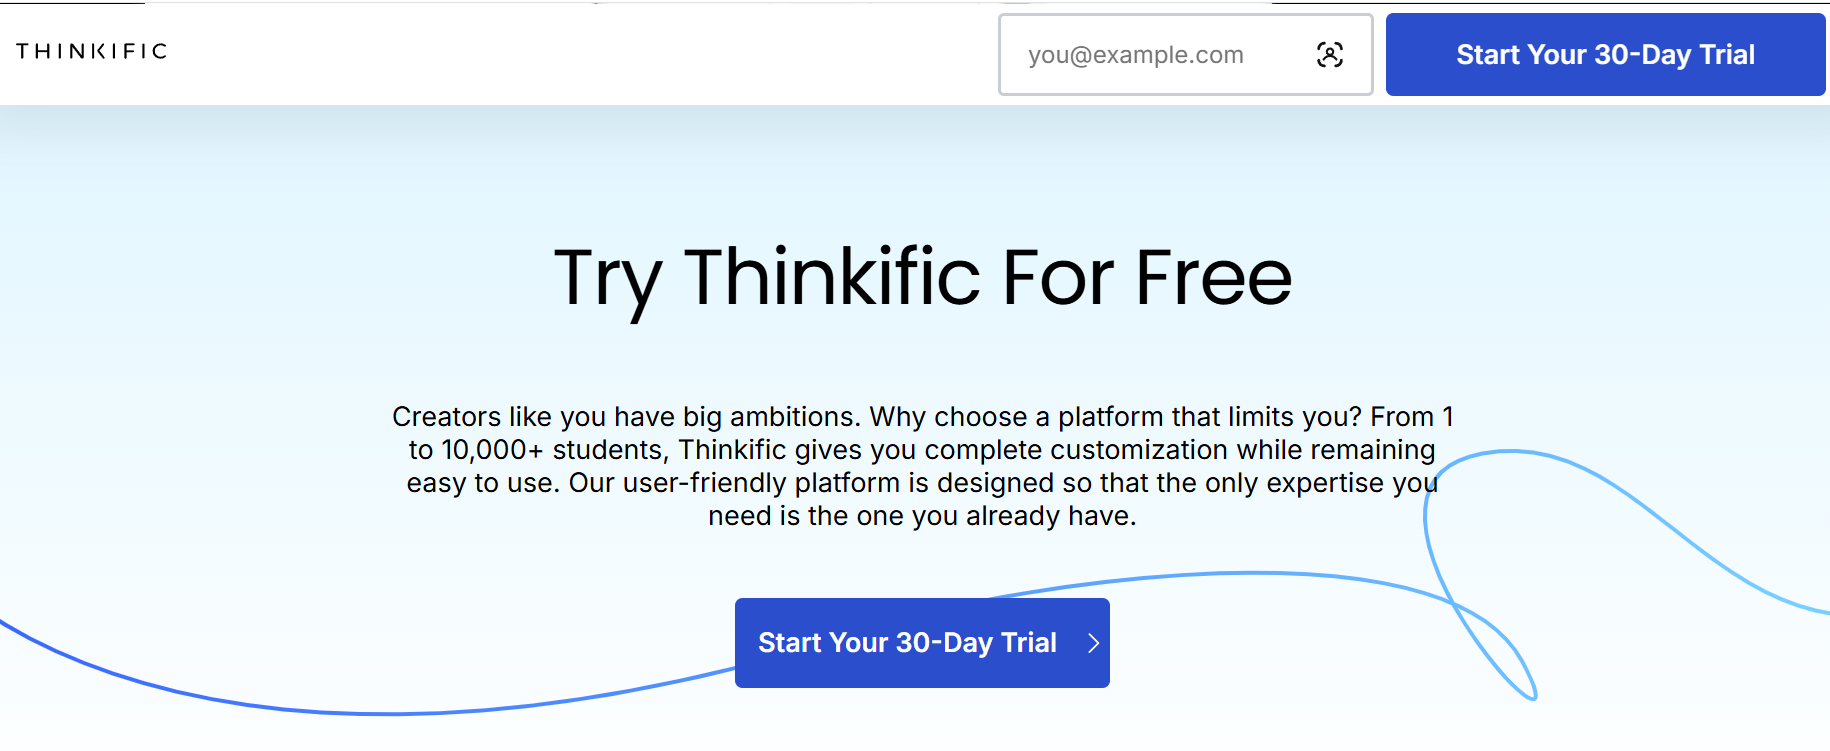 THINKIFIC
you@example.com
Start Your 30-Day Trial
Try Thinkific For Free
Creators like you have big ambitions. Why choose a platform that limits you? From 1
to 10,000+ students, Thinkific gives you complete customization while remaining
easy to use. Our user-friendly platform is designed so that the only expertise you
need is the one you already have.
Start Your 30-Day Trial